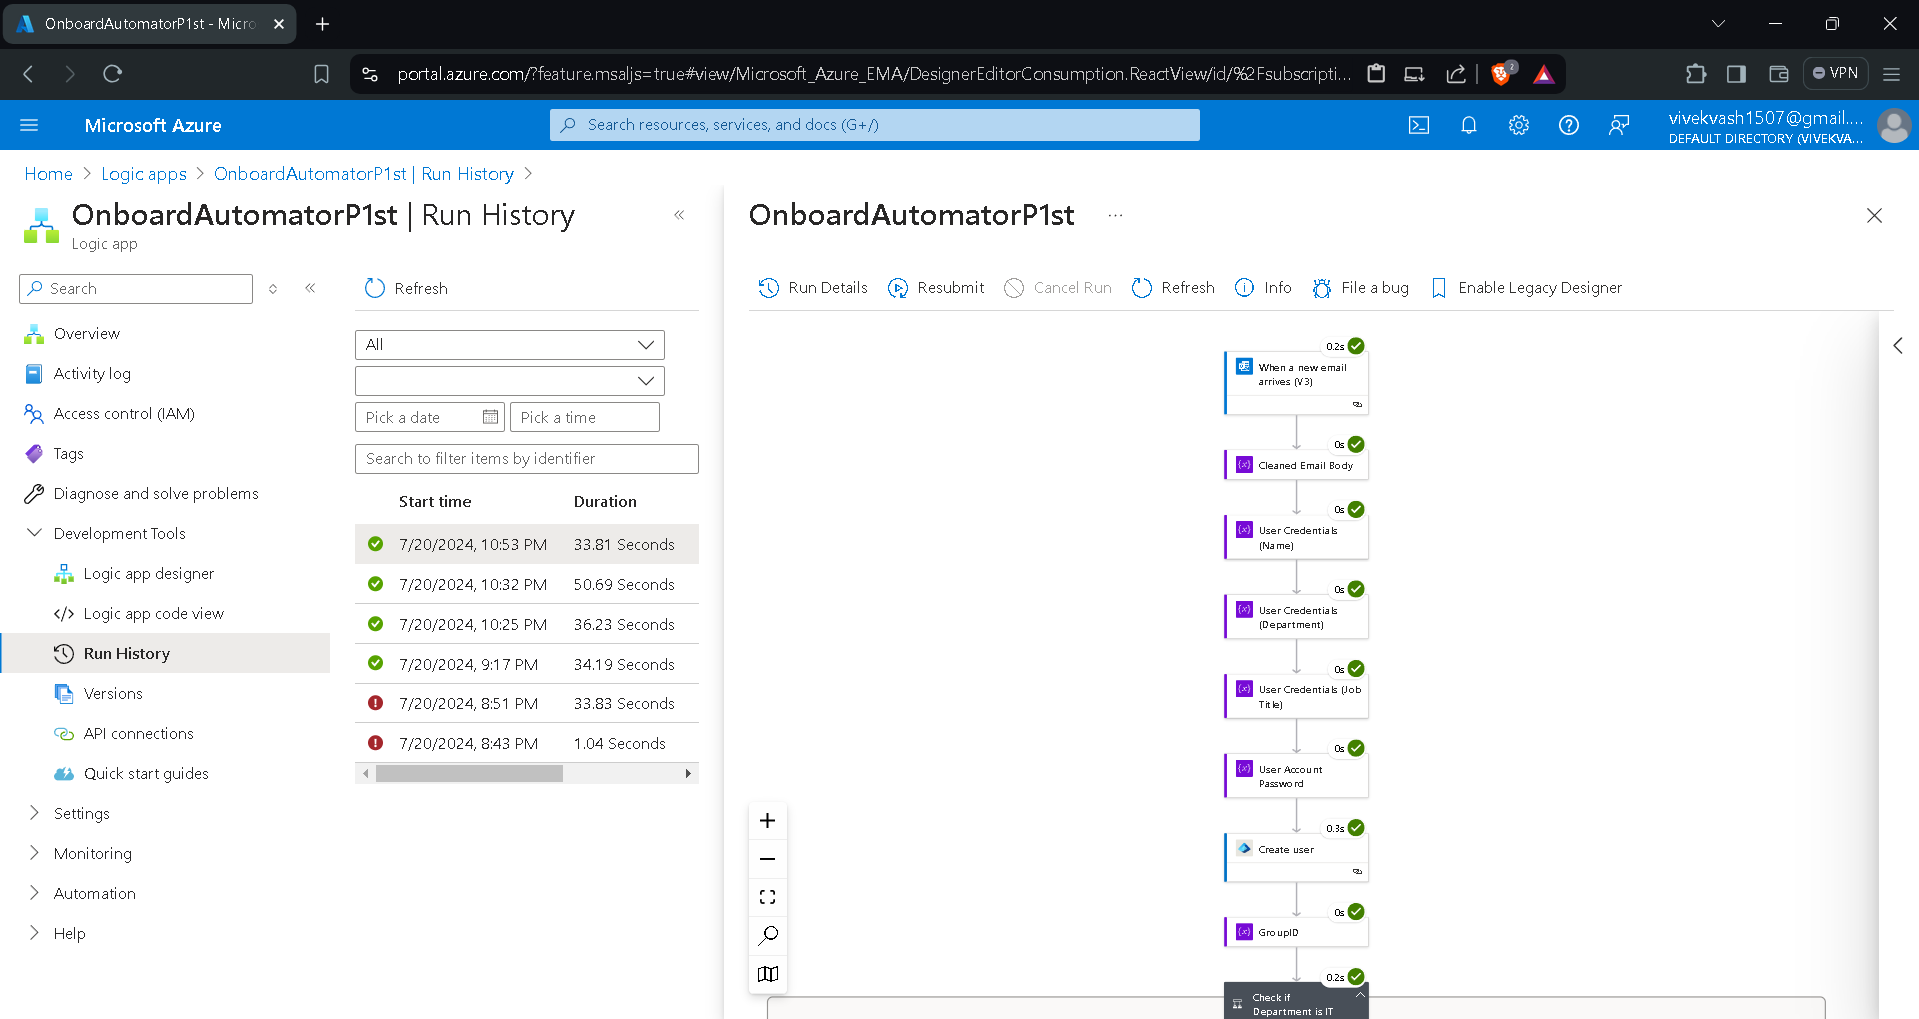 OnboardAutomatorP1st - Micro
portal.azure.com/?feature.msaljs=true#view/Microsoft_Azure_EMA/DesignerEditorConsumption.ReactView/id/%2Fsubscripti...
2
VPN
Microsoft Azure
Search resources, services, and docs (G+/)
vivekvash1507@gmail....
DEFAULT DIRECTORY (VIVEKVA...
Home > Logic apps > OnboardAutomatorP1st | Run History >
OnboardAutomatorP1st | Run History
Logic app
Search
Overview
Activity log
Access control (IAM)
Tags
Diagnose and solve problems
Development Tools
Logic app designer
Logic app code view
Run History
Versions
API connections
Quick start guides
Settings
Monitoring
Automation
Help
Refresh
All
Pick a date
Pick a time
Search to filter items by identifier
Start time Duration
7/20/2024, 10:53 PM 33.81 Seconds
7/20/2024, 10:32 PM 50.69 Seconds
7/20/2024, 10:25 PM 36.23 Seconds
7/20/2024, 9:17 PM 34.19 Seconds
7/20/2024, 8:51 PM 33.83 Seconds
7/20/2024, 8:43 PM 1.04 Seconds
OnboardAutomatorP1st ...
Run Details Resubmit Cancel Run Refresh Info File a bug Enable Legacy Designer
0.2s
When a new email
arrives (V3)
0s
Cleaned Email Body
0s
User Credentials
(Name)
0s
User Credentials
(Department)
0s
User Credentials (Job
Title)
0s
User Account
Password
0.3s
Create user
0s
GroupID
0.2s
Check if
Department is IT